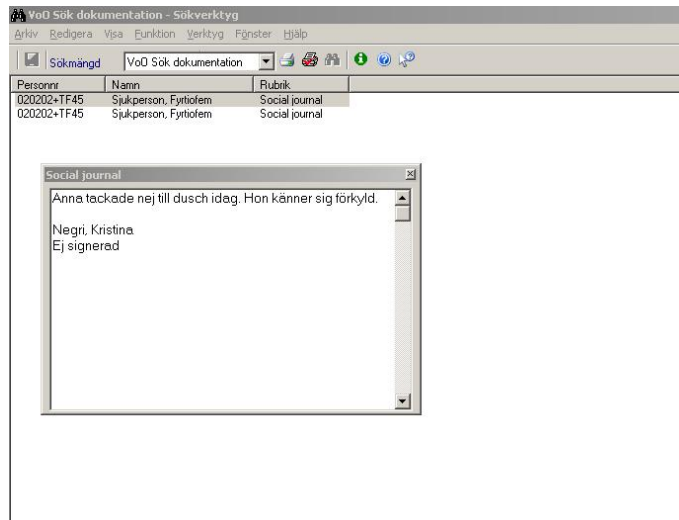 VoO Sök dokumentation - Sökverktyg
Arkiv Redigera Visa Funktion Verktyg Fönster Hjälp
Sökmängd VoO Sök dokumentation
Personnr Namn Rubrik
020202+TF45 Sjukperson, Fyrtiofem Social journal
020202+TF45 Sjukperson, Fyrtiofem Social journal
Social journal
Anna tackade nej till dusch idag. Hon känner sig förkyld.
Negri, Kristina
Ej signerad